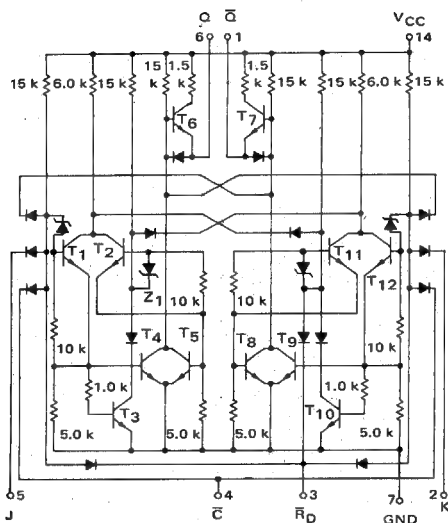 Q Q̅ VCC
6 1 14
15 k 6.0 k 15 k 15 k 1.5 k 1.5 k 15 k 15 k 6.0 k 15 k
T6 T7
T1 T2 T11 T12
Z1
10 k 10 k
T4 T5 T8 T9
10 k 10 k
1.0 k 1.0 k
T3 T10
5.0 k 5.0 k 5.0 k 5.0 k
5 4 3 7 2
J C̅ R̅D GND K